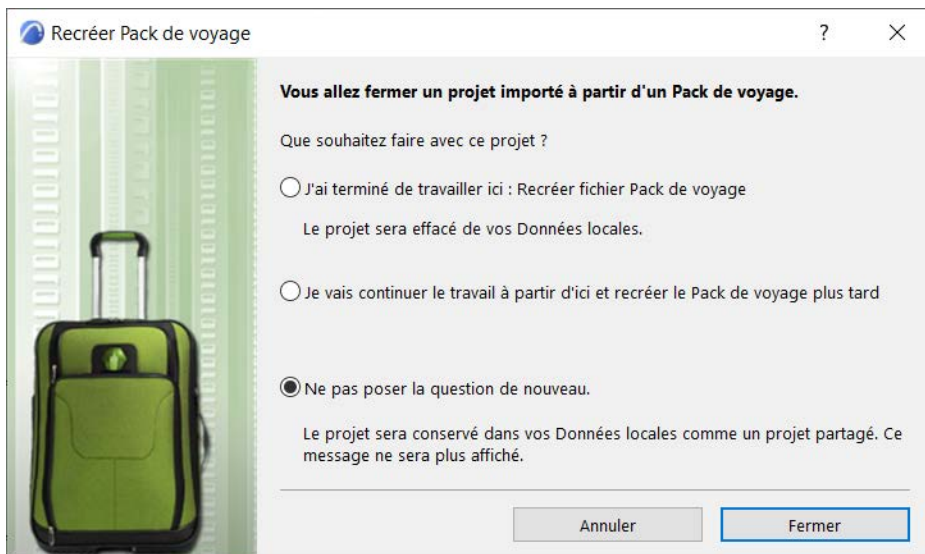 Recréer Pack de voyage
?
Vous allez fermer un projet importé à partir d'un Pack de voyage.
Que souhaitez faire avec ce projet ?
J'ai terminé de travailler ici : Recréer fichier Pack de voyage
Le projet sera effacé de vos Données locales.
Je vais continuer le travail à partir d'ici et recréer le Pack de voyage plus tard
Ne pas poser la question de nouveau.
Le projet sera conservé dans vos Données locales comme un projet partagé. Ce
message ne sera plus affiché.
Annuler
Fermer